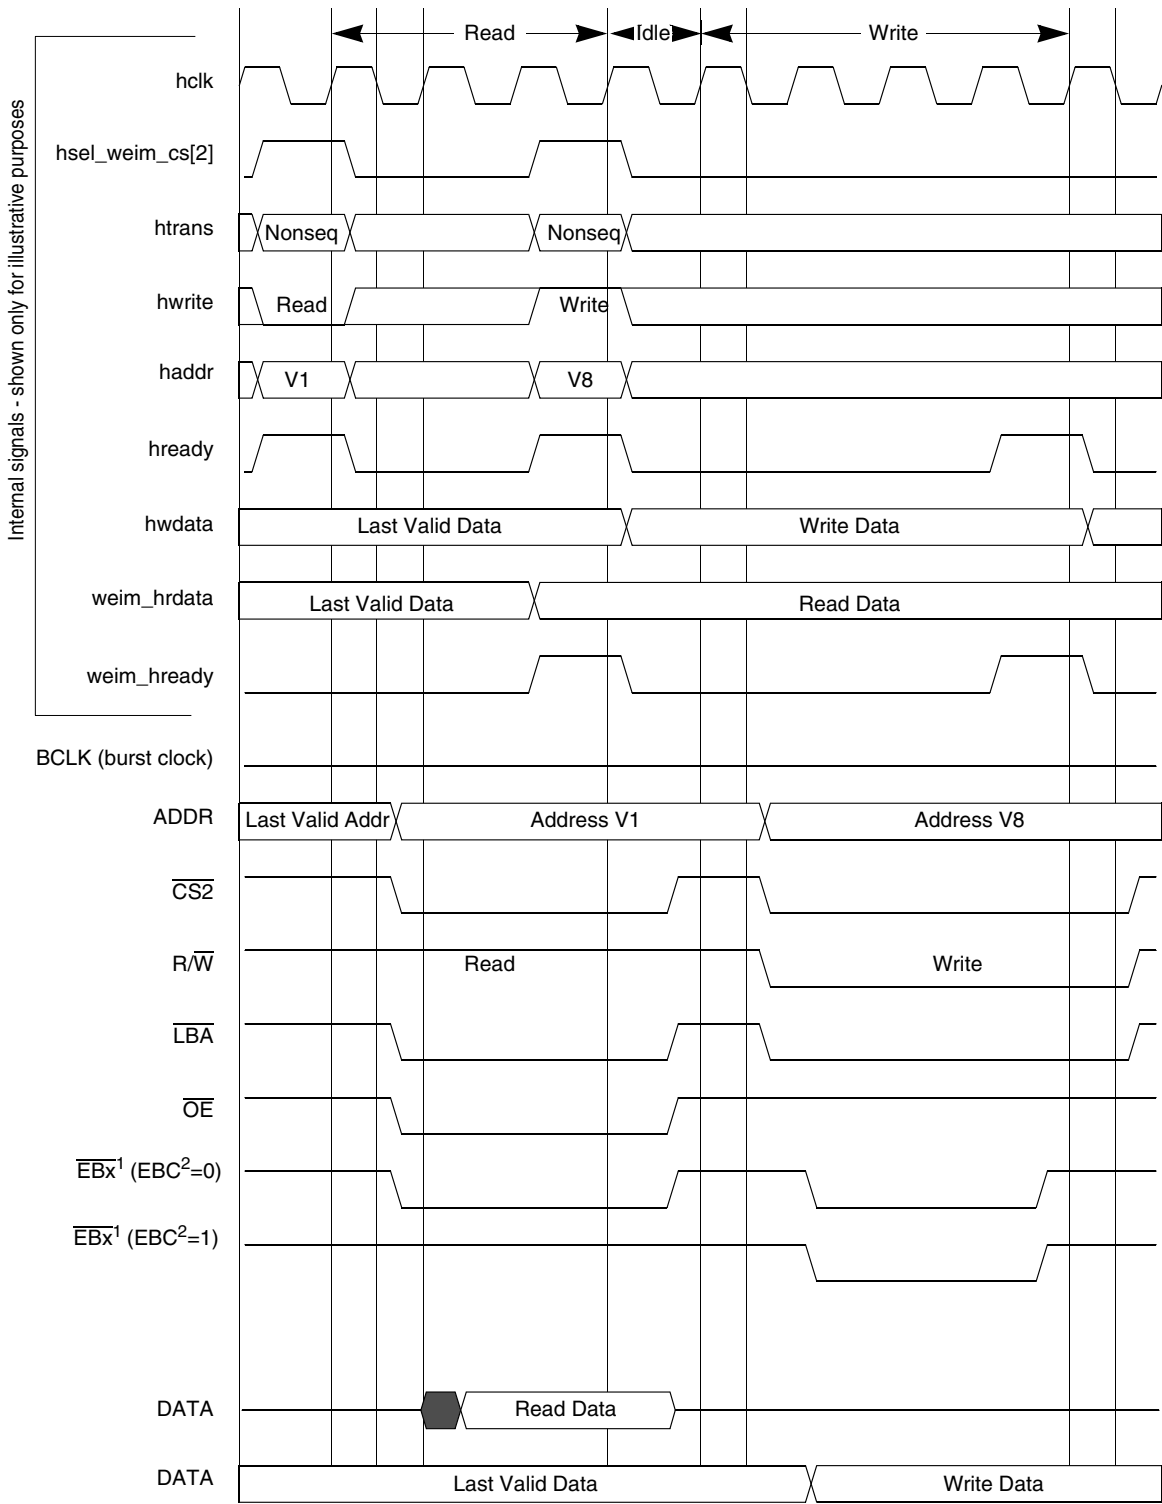 Read Idle Write
Internal signals - shown only for illustrative purposes
hclk
hsel_weim_cs[2]
htrans Nonseq Nonseq
hwrite Read Write
haddr V1 V8
hready
hwdata Last Valid Data Write Data
weim_hrdata Last Valid Data Read Data
weim_hready
BCLK (burst clock)
ADDR Last Valid Addr Address V1 Address V8
CS2
R/W Read Write
LBA
OE
EBx¹ (EBC²=0)
EBx¹ (EBC²=1)
DATA Read Data
DATA Last Valid Data Write Data